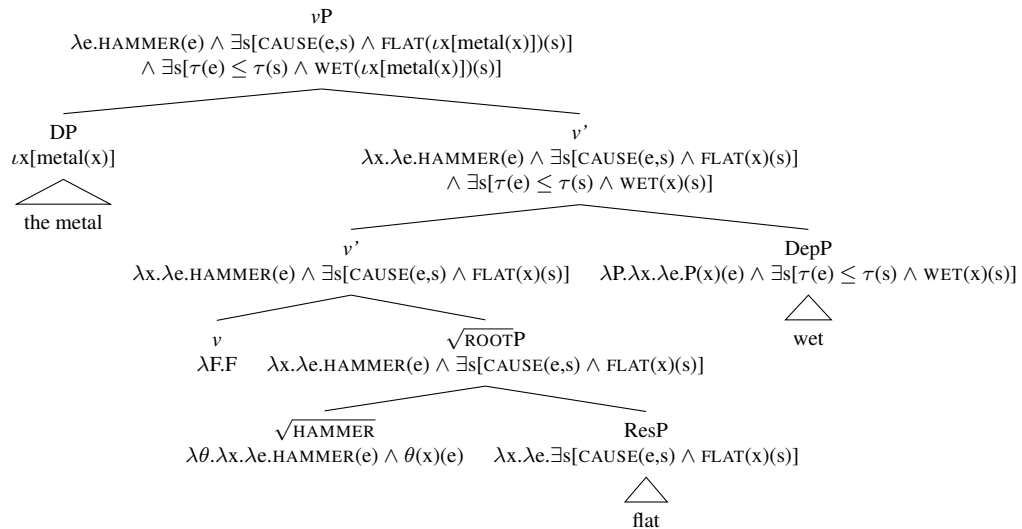 vP
λe.HAMMER(e) ∧ ∃s[CAUSE(e,s) ∧ FLAT(ιx[metal(x)])(s)]
∧ ∃s[τ(e) ≤ τ(s) ∧ WET(ιx[metal(x)])(s)]
DP
ιx[metal(x)]
the metal
v’
λx.λe.HAMMER(e) ∧ ∃s[CAUSE(e,s) ∧ FLAT(x)(s)]
∧ ∃s[τ(e) ≤ τ(s) ∧ WET(x)(s)]
v’
λx.λe.HAMMER(e) ∧ ∃s[CAUSE(e,s) ∧ FLAT(x)(s)]
DepP
λP.λx.λe.P(x)(e) ∧ ∃s[τ(e) ≤ τ(s) ∧ WET(x)(s)]
wet
v
λF.F
√ROOTP
λx.λe.HAMMER(e) ∧ ∃s[CAUSE(e,s) ∧ FLAT(x)(s)]
√HAMMER
λθ.λx.λe.HAMMER(e) ∧ θ(x)(e)
ResP
λx.λe.∃s[CAUSE(e,s) ∧ FLAT(x)(s)]
flat